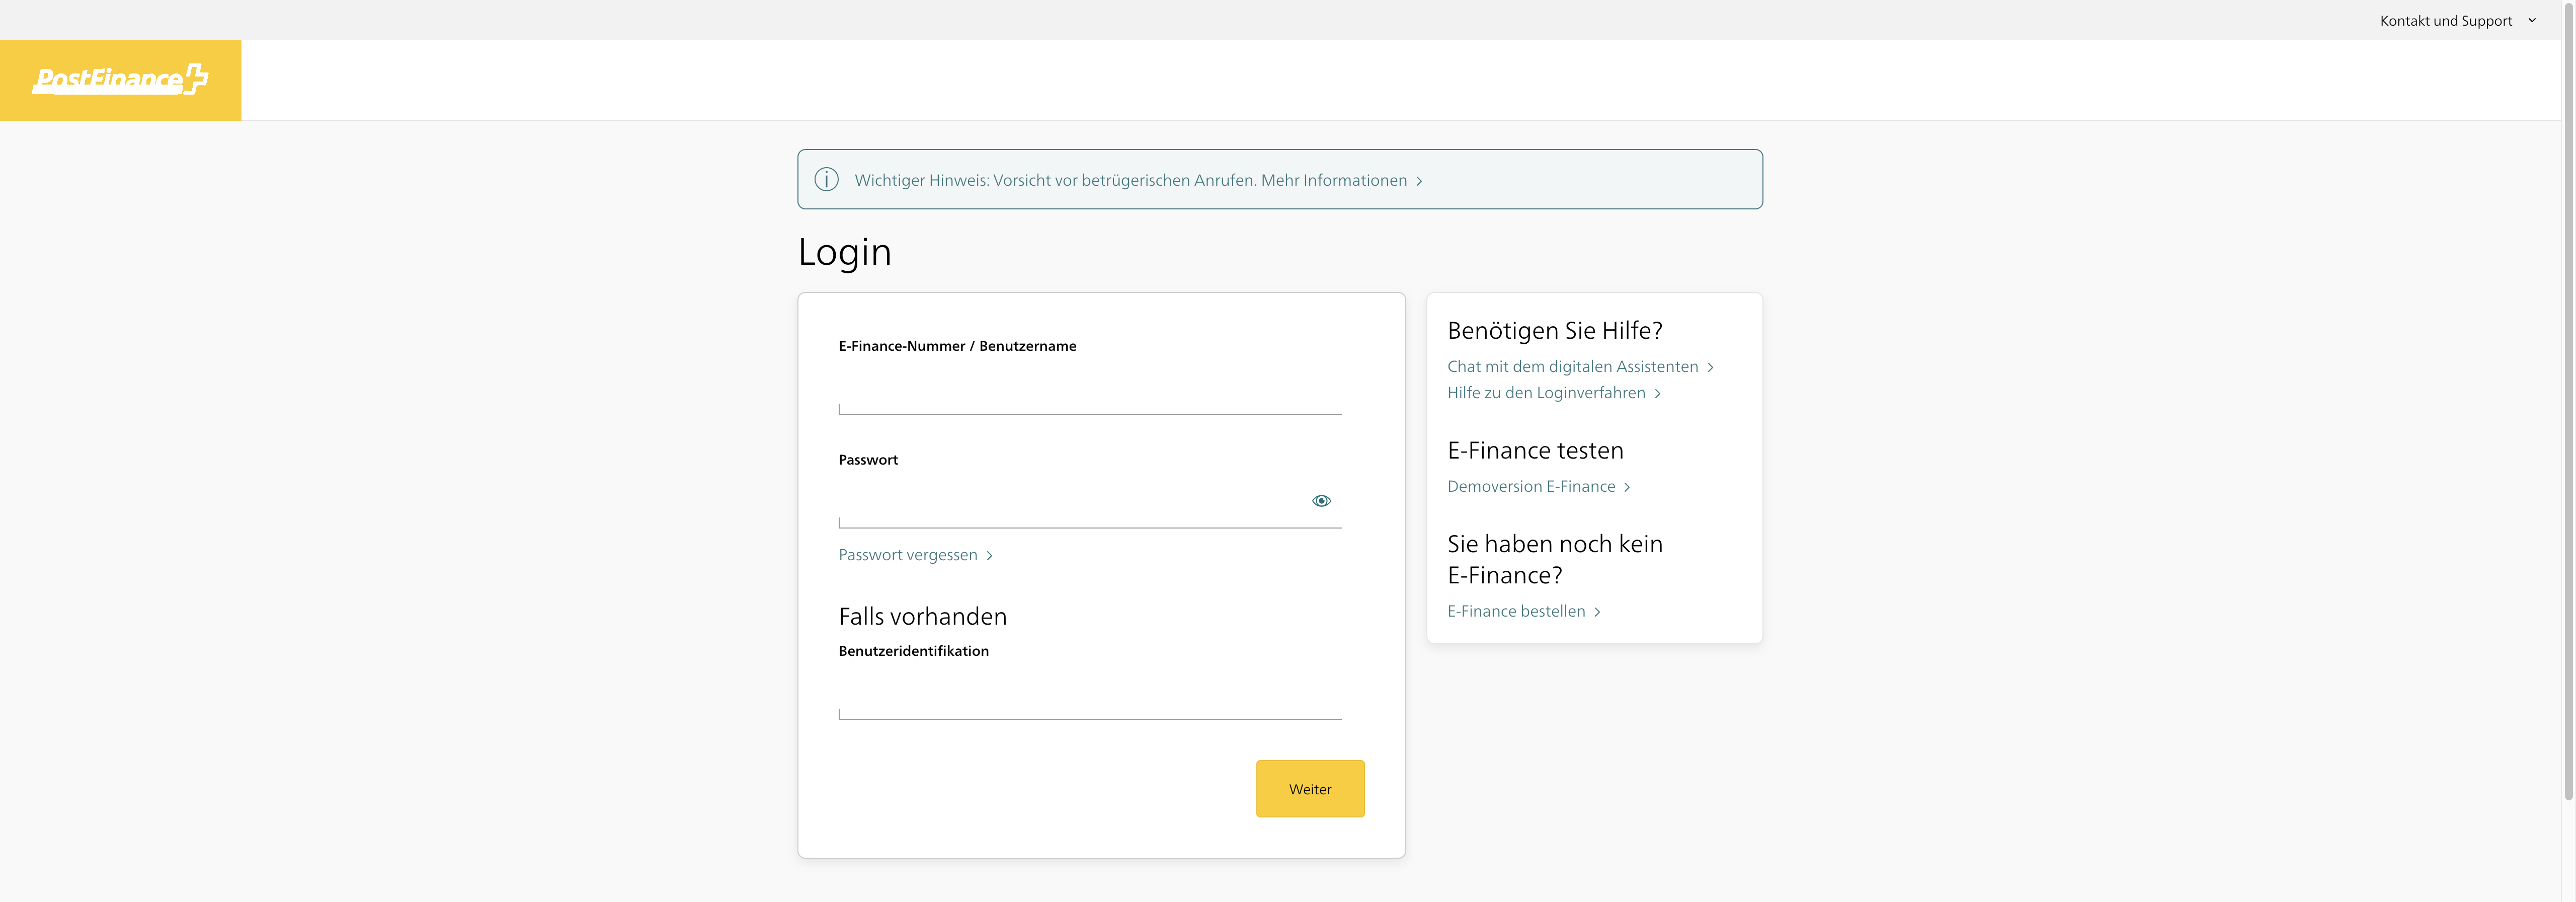 Kontakt und Support
PostFinance
Wichtiger Hinweis: Vorsicht vor betrügerischen Anrufen. Mehr Informationen
Login
E-Finance-Nummer / Benutzername
Passwort
Passwort vergessen
Falls vorhanden
Benutzeridentifikation
Weiter
Benötigen Sie Hilfe?
Chat mit dem digitalen Assistenten
Hilfe zu den Loginverfahren
E-Finance testen
Demoversion E-Finance
Sie haben noch kein
E-Finance?
E-Finance bestellen